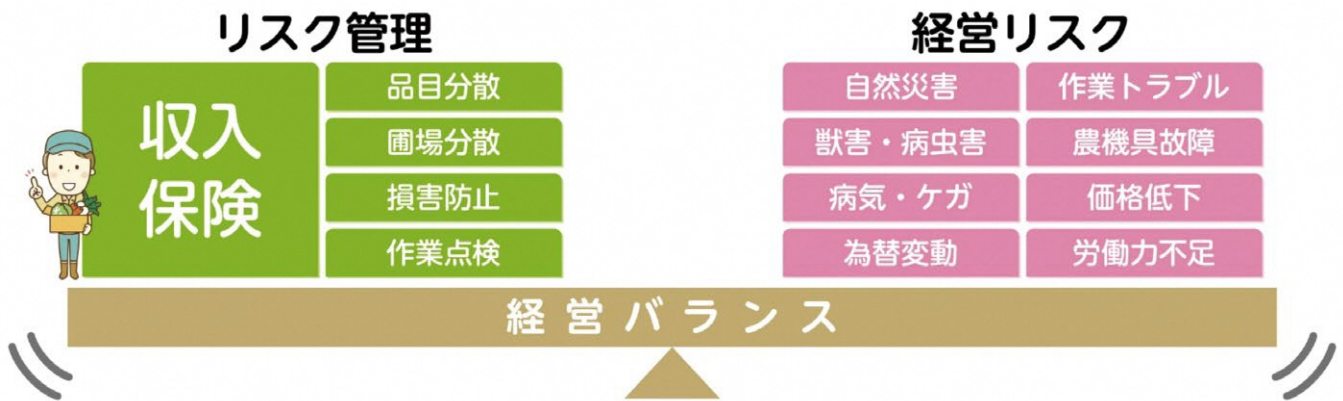 リスク管理
収入
保険
品目分散
圃場分散
損害防止
作業点検
経営リスク
自然災害
作業トラブル
獣害・病虫害
農機具故障
病気・ケガ
価格低下
為替変動
労働力不足
経営バランス